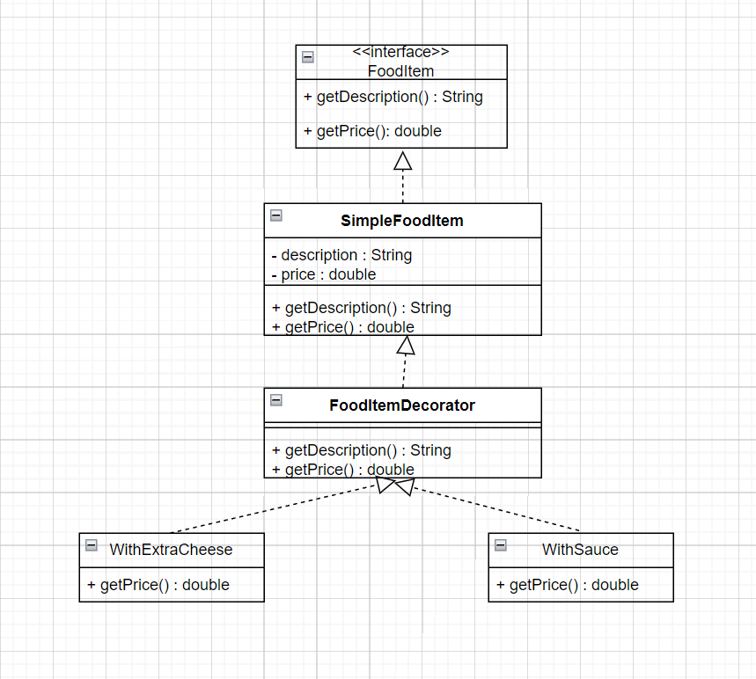 <<interface>>
FoodItem
+ getDescription() : String
+ getPrice(): double
SimpleFoodItem
- description : String
- price : double
+ getDescription() : String
+ getPrice() : double
FoodItemDecorator
+ getDescription() : String
+ getPrice() : double
WithExtraCheese
+ getPrice() : double
WithSauce
+ getPrice() : double